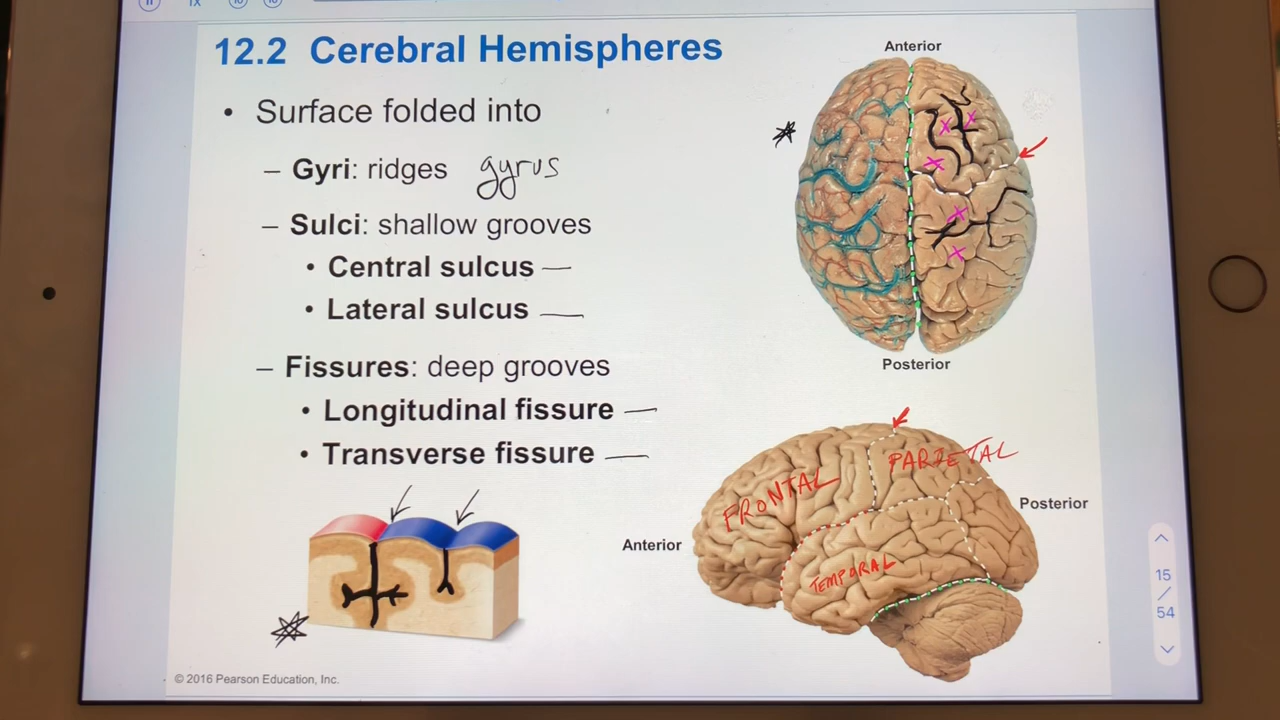 12.2 Cerebral Hemispheres
• Surface folded into
– Gyri: ridges gyrus
– Sulci: shallow grooves
• Central sulcus
• Lateral sulcus
– Fissures: deep grooves
• Longitudinal fissure
• Transverse fissure
Anterior
Posterior
FRONTAL
PARIETAL
TEMPORAL
Anterior
Posterior
15
/
54
© 2016 Pearson Education, Inc.